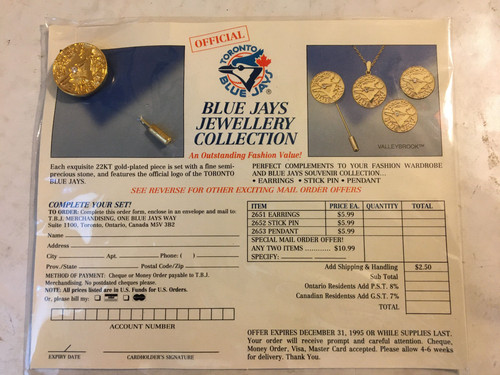 OFFICIAL
TORONTO
BLUE JAYS
BLUE JAYS
JEWELLERY
COLLECTION
An Outstanding Fashion Value!
VALLEYBROOK™
Each exquisite 22KT gold-plated piece is set with a fine semi-
precious stone, and features the official logo of the TORONTO
BLUE JAYS.
PERFECT COMPLEMENTS TO YOUR FASHION WARDROBE
AND BLUE JAYS SOUVENIR COLLECTION...
• EARRINGS • STICK PIN • PENDANT
SEE REVERSE FOR OTHER EXCITING MAIL ORDER OFFERS
COMPLETE YOUR SET!
TO ORDER: Complete this order form, enclose in an envelope and mail to:
T.B.J. MERCHANDISING, ONE BLUE JAYS WAY
Suite 1100, Toronto, Ontario, Canada M5V 3B2
Name
Address
City Apt. Phone: ( )
Prov./State Postal Code/Zip
METHOD OF PAYMENT: Cheque or Money Order payable to T.B.J.
Merchandising. No postdated cheques please.
NOTE: All prices listed are in U.S. Funds for U.S. Orders.
Or, please bill my:
ACCOUNT NUMBER
EXPIRY DATE CARDHOLDER'S SIGNATURE
ITEM PRICE EA. QUANTITY TOTAL
2651 EARRINGS $5.99
2652 STICK PIN $5.99
2653 PENDANT $5.99
SPECIAL MAIL ORDER OFFER!
ANY TWO ITEMS ............ $10.99
SPECIFY:
Add Shipping & Handling $2.50
Sub Total
Ontario Residents Add P.S.T. 8%
Canadian Residents Add G.S.T. 7%
TOTAL
OFFER EXPIRES DECEMBER 31, 1995 OR WHILE SUPPLIES LAST.
Your order will receive prompt and careful attention. Cheque,
Money Order, Visa, Master Card accepted. Please allow 4-6 weeks
for delivery. Thank You.